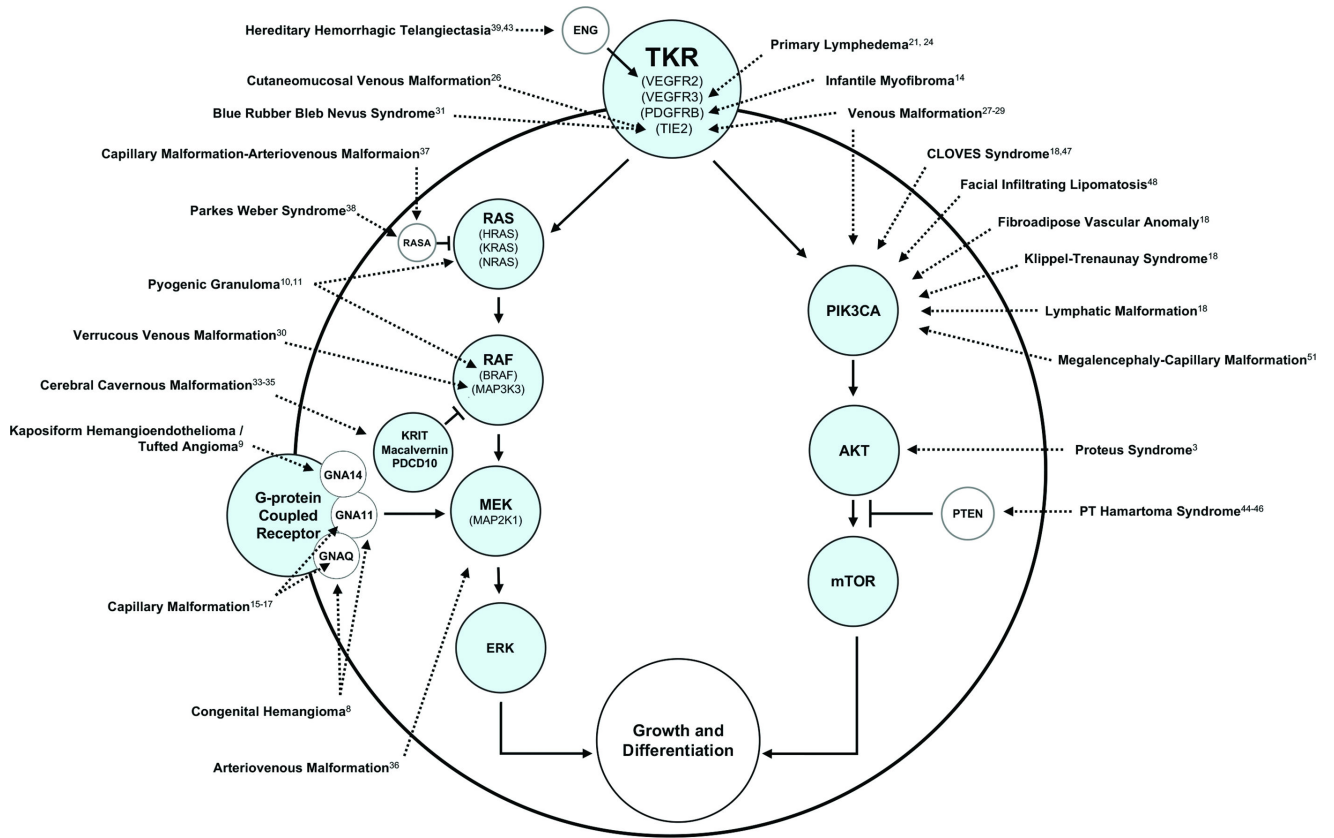 Hereditary Hemorrhagic Telangiectasia39,43
ENG
TKR
(VEGFR2)
(VEGFR3)
(PDGFRB)
(TIE2)
Primary Lymphedema21, 24
Cutaneomucosal Venous Malformation26
Infantile Myofibroma14
Blue Rubber Bleb Nevus Syndrome31
Venous Malformation27-29
Capillary Malformation-Arteriovenous Malformaion37
CLOVES Syndrome18,47
Facial Infiltrating Lipomatosis48
Parkes Weber Syndrome38
RASA
RAS
(HRAS)
(KRAS)
(NRAS)
Fibroadipose Vascular Anomaly18
Klippel-Trenaunay Syndrome18
Pyogenic Granuloma10,11
PIK3CA
Lymphatic Malformation18
Verrucous Venous Malformation30
RAF
(BRAF)
(MAP3K3)
Megalencephaly-Capillary Malformation51
Cerebral Cavernous Malformation33-35
KRIT
Macalvernin
PDCD10
Kaposiform Hemangioendothelioma /
Tufted Angioma9
AKT
Proteus Syndrome3
GNA14
G-protein
Coupled
Receptor
GNA11
GNAQ
MEK
(MAP2K1)
PTEN
PT Hamartoma Syndrome44-46
mTOR
Capillary Malformation15-17
ERK
Congenital Hemangioma8
Growth and
Differentiation
Arteriovenous Malformation36